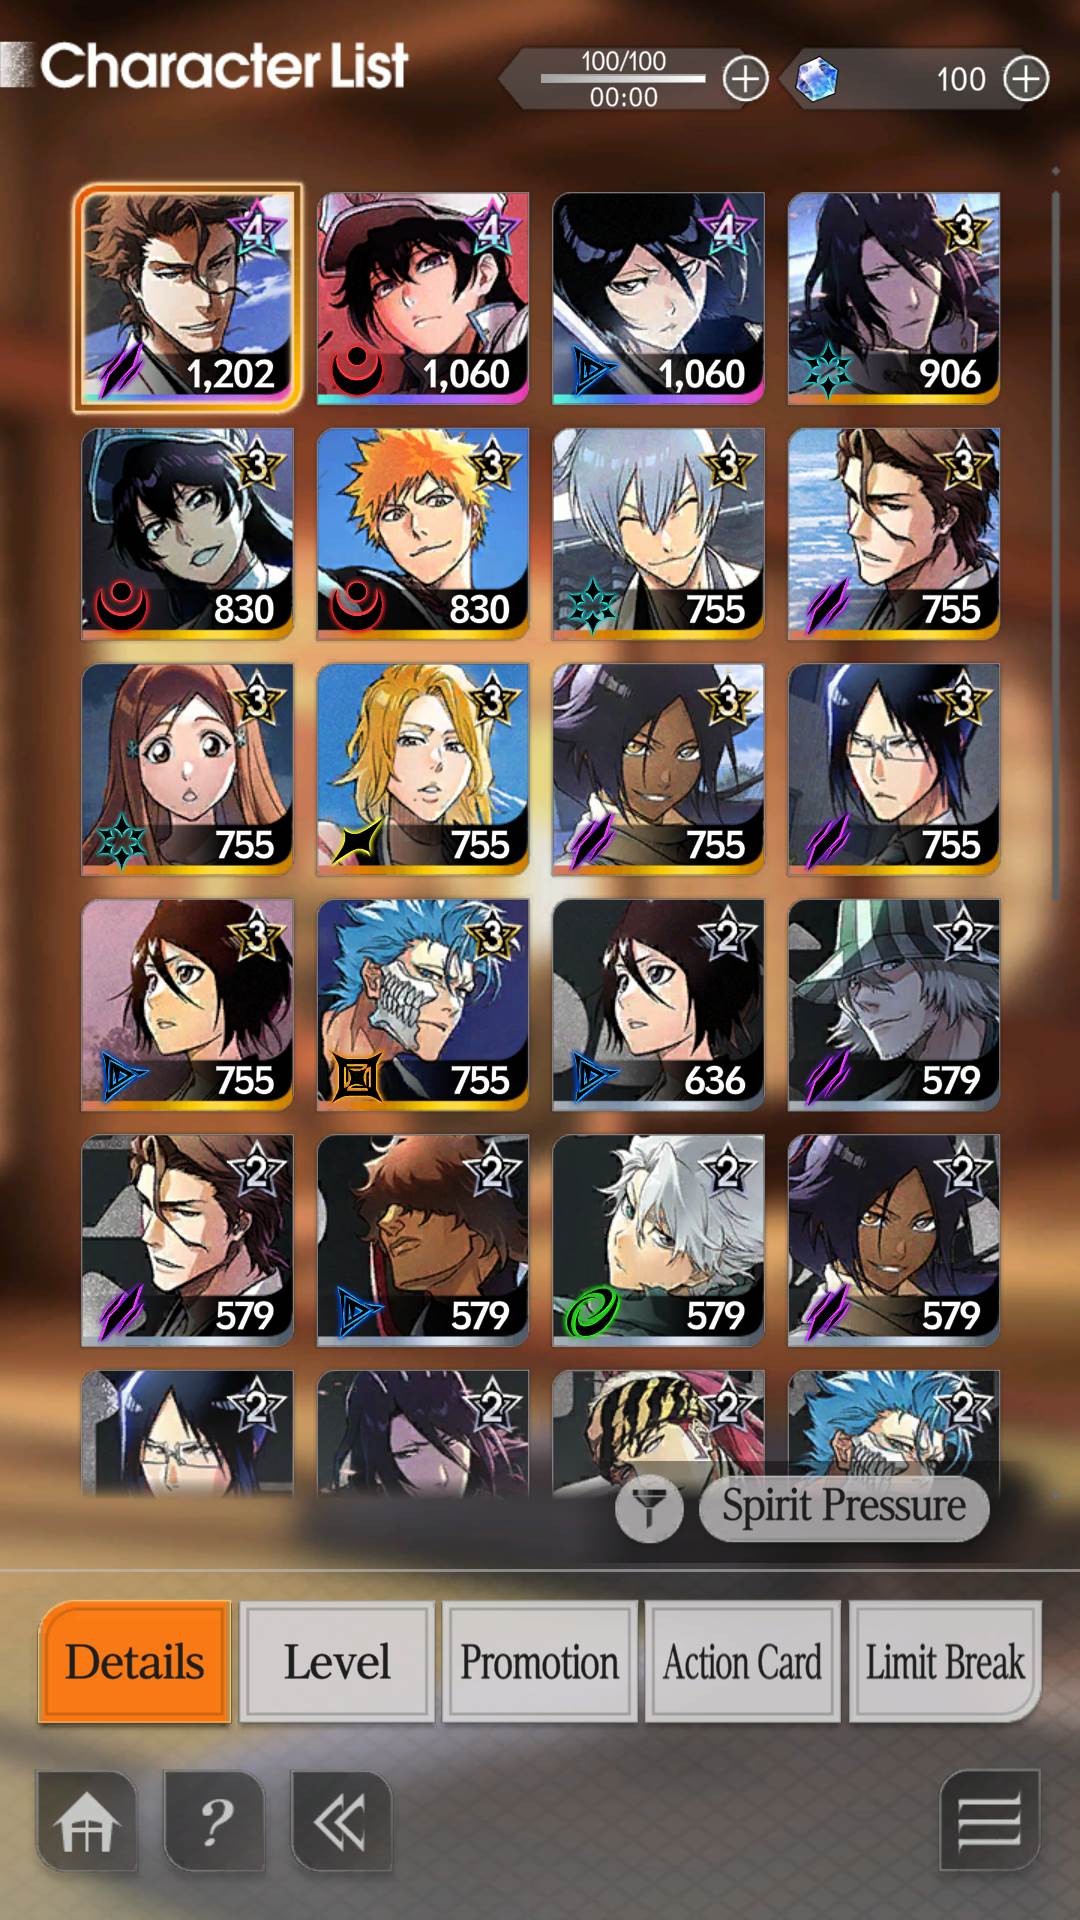 Character List
100/100
00:00
100
4 4 4 3
1,202 1,060 1,060 906
3 3 3 3
830 830 755 755
3 3 3 3
755 755 755 755
3 3 2 2
755 755 636 579
2 2 2 2
579 579 579 579
2 2 2 2
Spirit Pressure
Details Level Promotion Action Card Limit Break
?